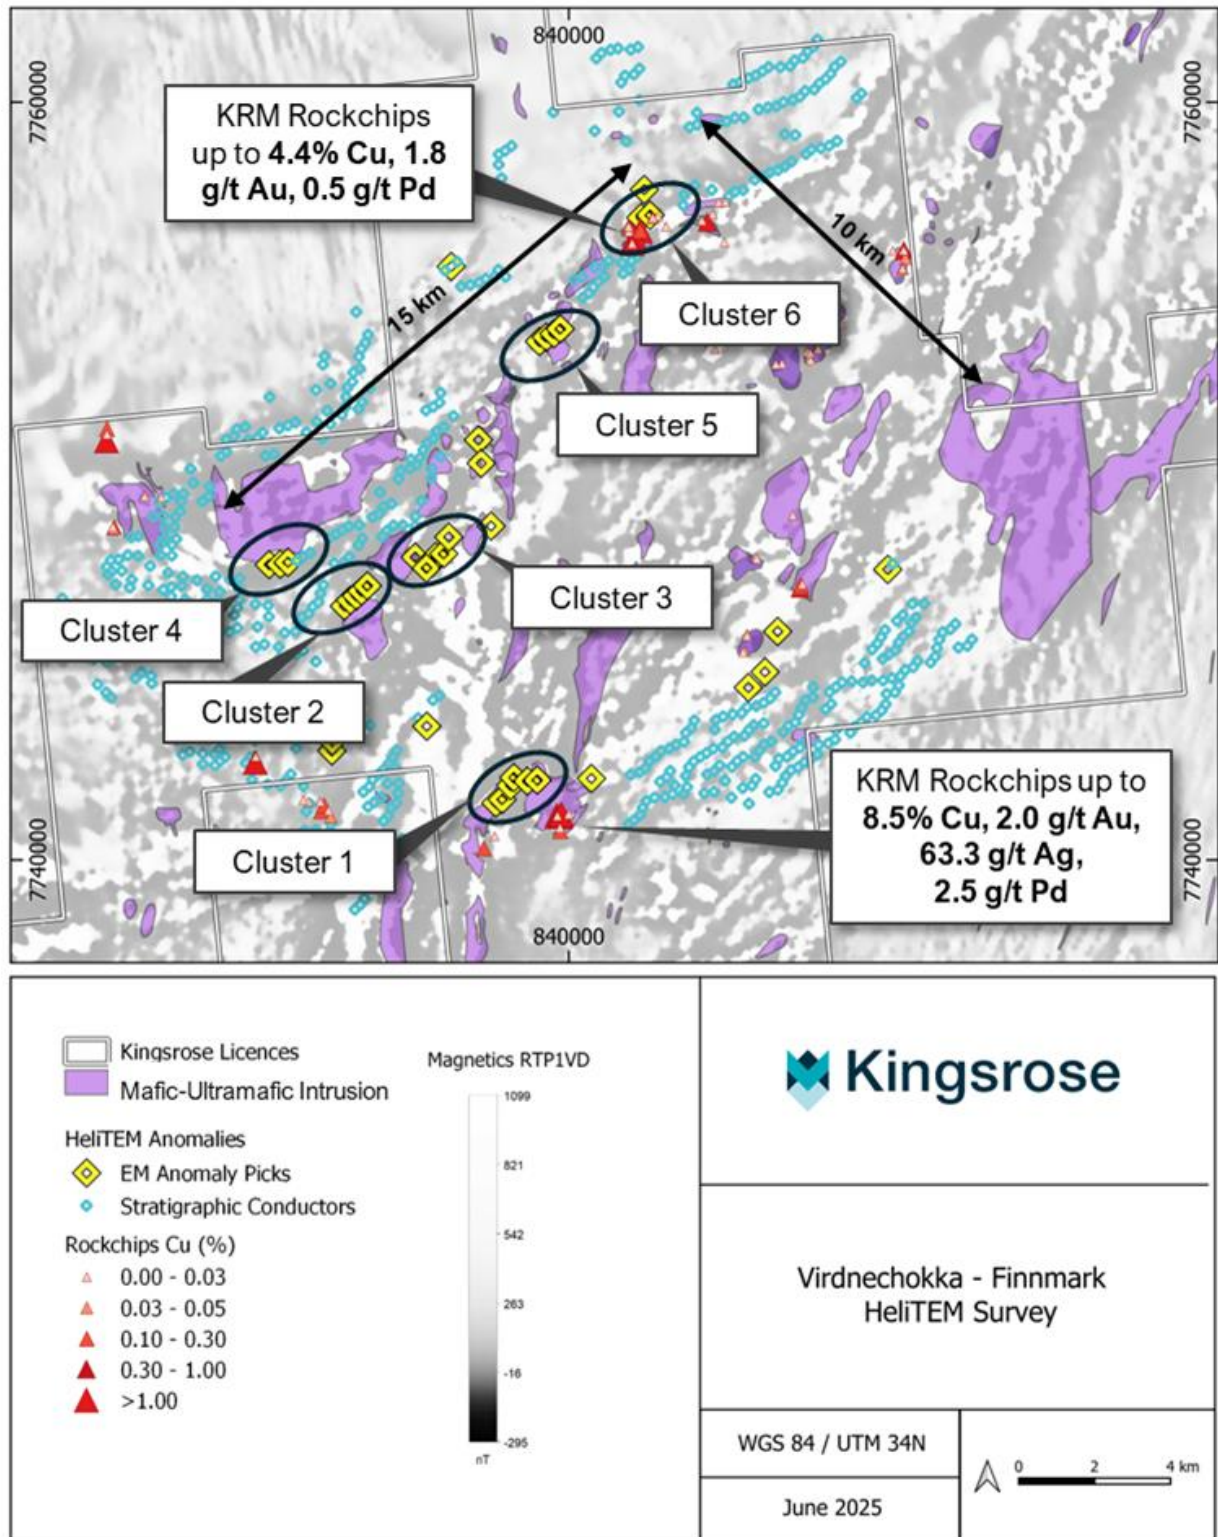 840000
7760000
7760000
KRM Rockchips
up to 4.4% Cu, 1.8
g/t Au, 0.5 g/t Pd
15 km
10 km
Cluster 6
Cluster 5
Cluster 3
Cluster 4
Cluster 2
Cluster 1
KRM Rockchips up to
8.5% Cu, 2.0 g/t Au,
63.3 g/t Ag,
2.5 g/t Pd
7740000
7740000
840000
Kingsrose Licences
Mafic-Ultramafic Intrusion
HeliTEM Anomalies
EM Anomaly Picks
Stratigraphic Conductors
Rockchips Cu (%)
0.00 - 0.03
0.03 - 0.05
0.10 - 0.30
0.30 - 1.00
>1.00
Magnetics RTP1VD
1099
821
542
263
-16
-295
nT
Kingsrose
Virdnechokka - Finnmark
HeliTEM Survey
WGS 84 / UTM 34N
June 2025
0 2 4 km